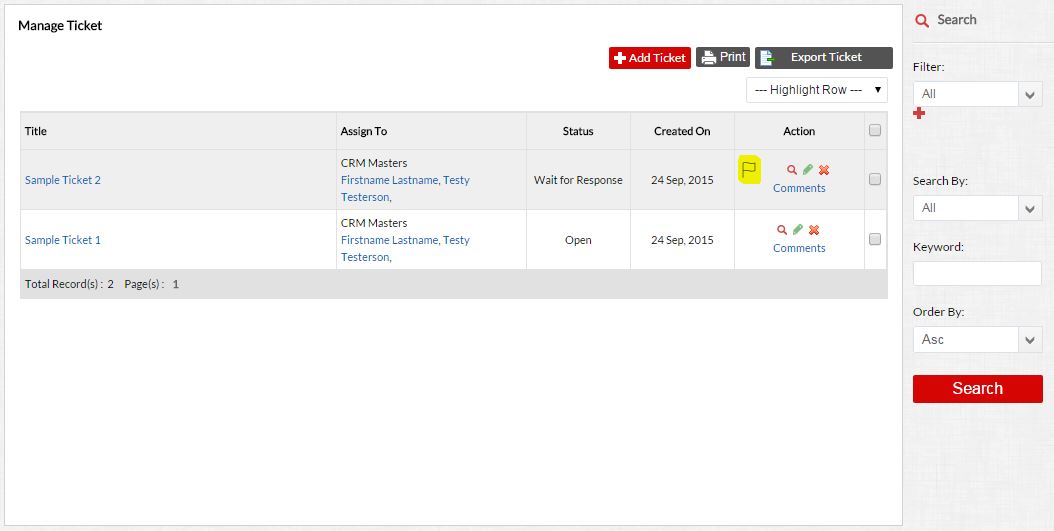 Manage Ticket
Add Ticket
Print
Export Ticket
--- Highlight Row ---
Title Assign To Status Created On Action
Sample Ticket 2
CRM Masters
Firstname Lastname, Testy
Testerson,
Wait for Response
24 Sep, 2015
Comments
Sample Ticket 1
CRM Masters
Firstname Lastname, Testy
Testerson,
Open
24 Sep, 2015
Comments
Total Record(s) : 2 Page(s) : 1
Search
Filter:
All
Search By:
All
Keyword:
Order By:
Asc
Search